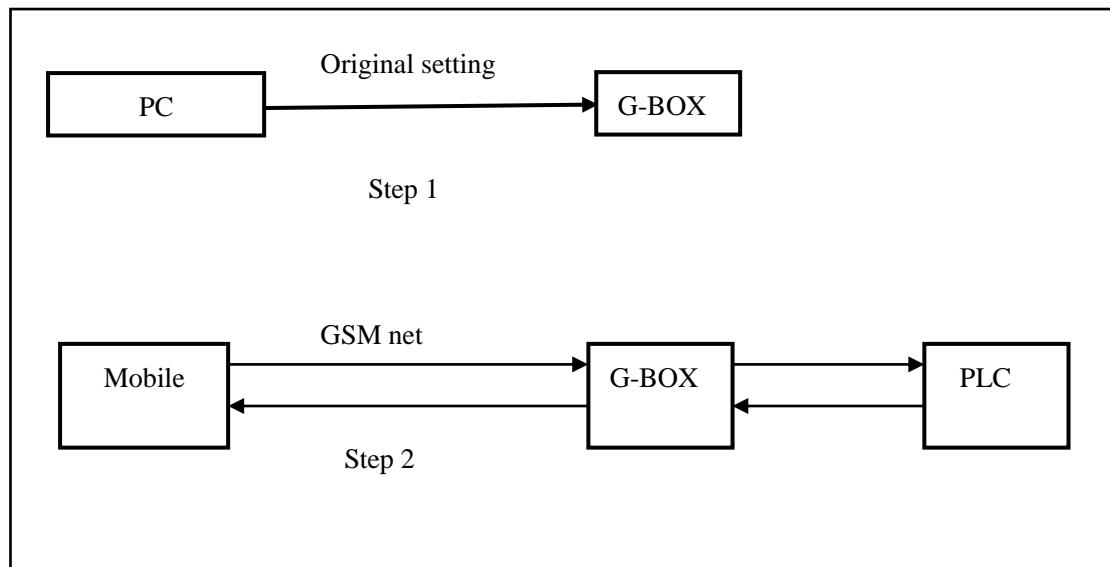 Original setting
PC
G-BOX
Step 1
GSM net
Mobile
G-BOX
PLC
Step 2